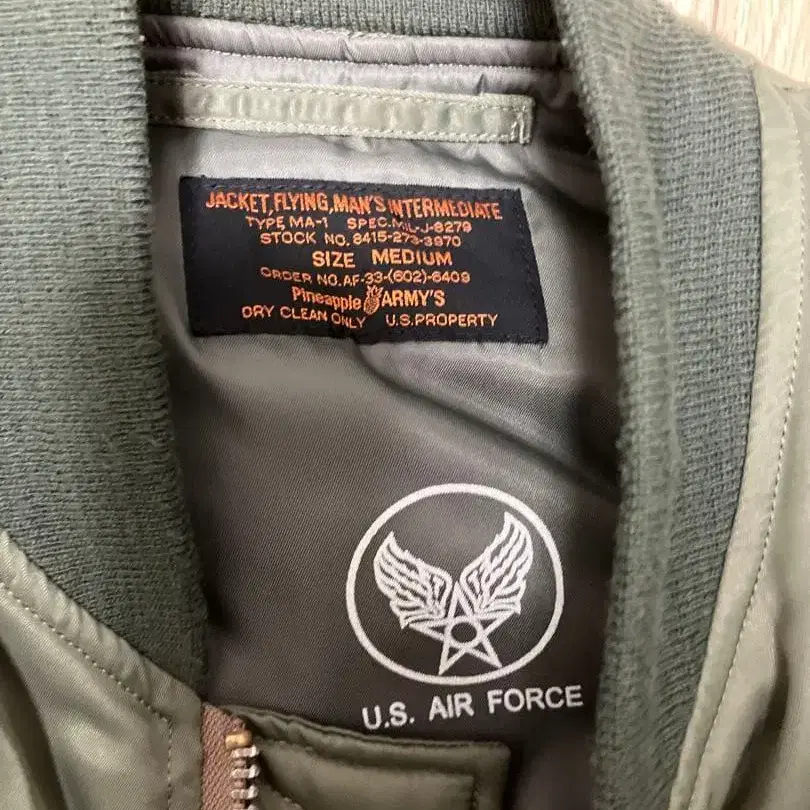 JACKET, FLYING, MAN'S INTERMEDIATE
TYPE MA-1 SPEC. MIL-J-8279
STOCK NO. 8415-273-3970
SIZE MEDIUM
ORDER NO. AF-33-(602)-6409
Pineapple ARMY'S
DRY CLEAN ONLY U.S. PROPERTY
U.S. AIR FORCE